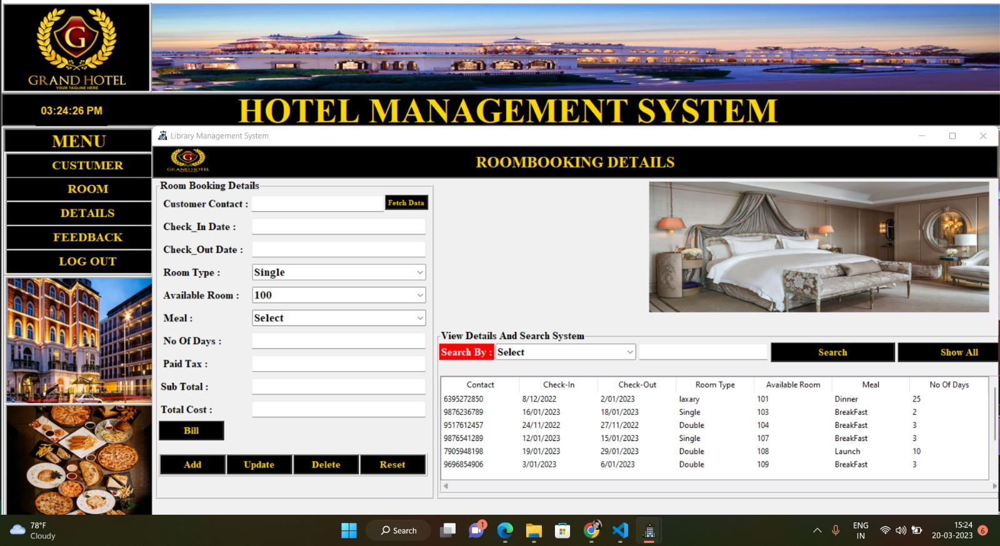 G
GRAND HOTEL
YOUR TAGLINE HERE
03:24:26 PM
HOTEL MANAGEMENT SYSTEM
MENU
CUSTUMER
ROOM
DETAILS
FEEDBACK
LOG OUT
Library Management System
G
GRAND HOTEL
ROOMBOOKING DETAILS
Room Booking Details
Customer Contact : Fetch Data
Check_In Date :
Check_Out Date :
Room Type : Single
Available Room : 100
Meal : Select
No Of Days :
Paid Tax :
Sub Total :
Total Cost :
Bill
Add Update Delete Reset
View Details And Search System
Search By : Select Search Show All
Contact Check-In Check-Out Room Type Available Room Meal No Of Days
6395272850 8/12/2022 2/01/2023 laxary 101 Dinner 25
9876236789 16/01/2023 18/01/2023 Single 103 BreakFast 2
9517612457 24/11/2022 27/11/2022 Double 104 BreakFast 3
9876541289 12/01/2023 15/01/2023 Single 107 BreakFast 3
7905948198 19/01/2023 29/01/2023 Double 108 Launch 10
9696854906 3/01/2023 6/01/2023 Double 109 BreakFast 3
78°F
Cloudy
Search
1
ENG
IN
15:24
20-03-2023
6